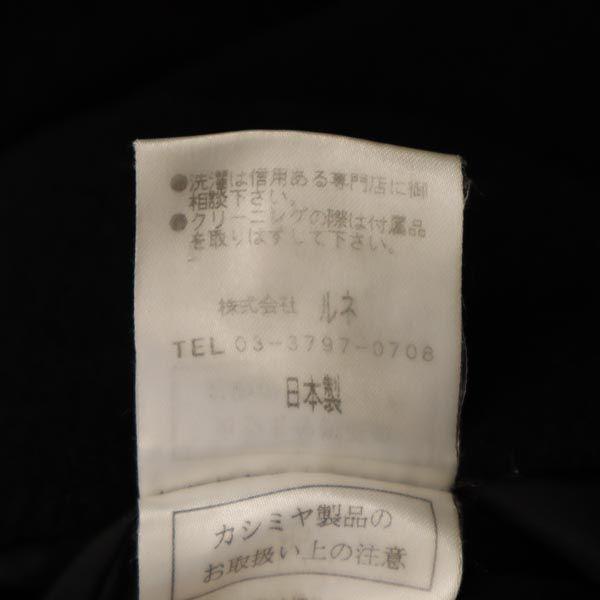 ●洗濯は信用ある専門店に御
相談下さい。
●クリーニングの際は付属品
を取りはずして下さい。
株式会社 ルネ
TEL 03-3797-0708
日本製
カシミヤ製品の
お取扱い上の注意